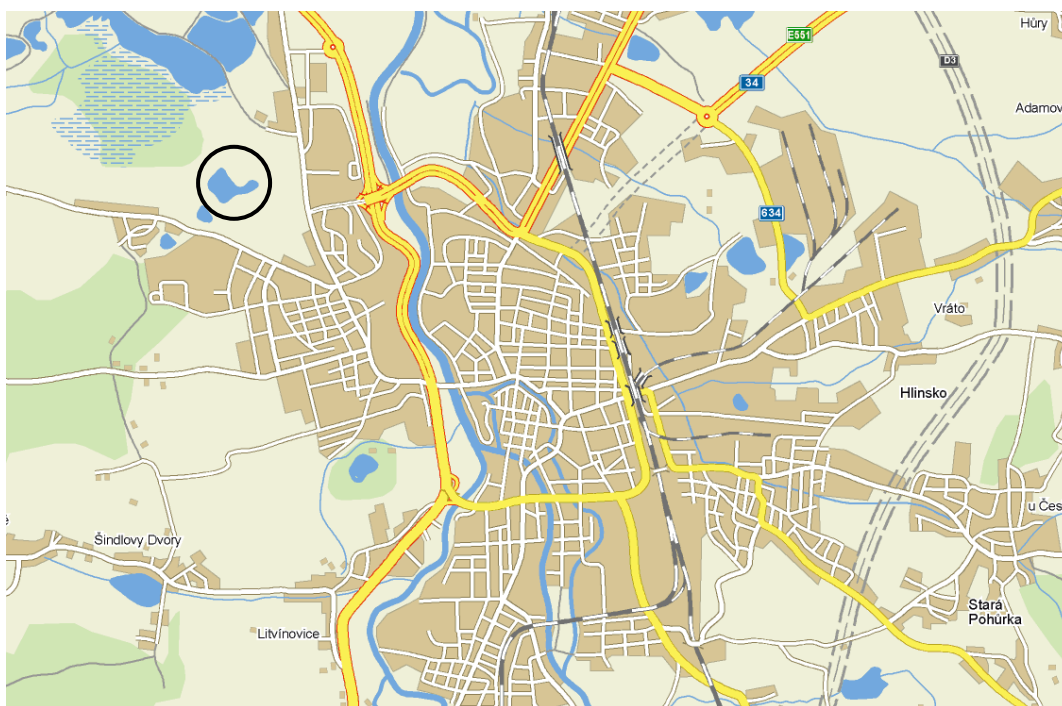 Hůry
E551
D3
34
Adamov
634
Vráto
Hlinsko
u Čes
é
Šindlovy Dvory
Stará
Pohůrka
Litvínovice